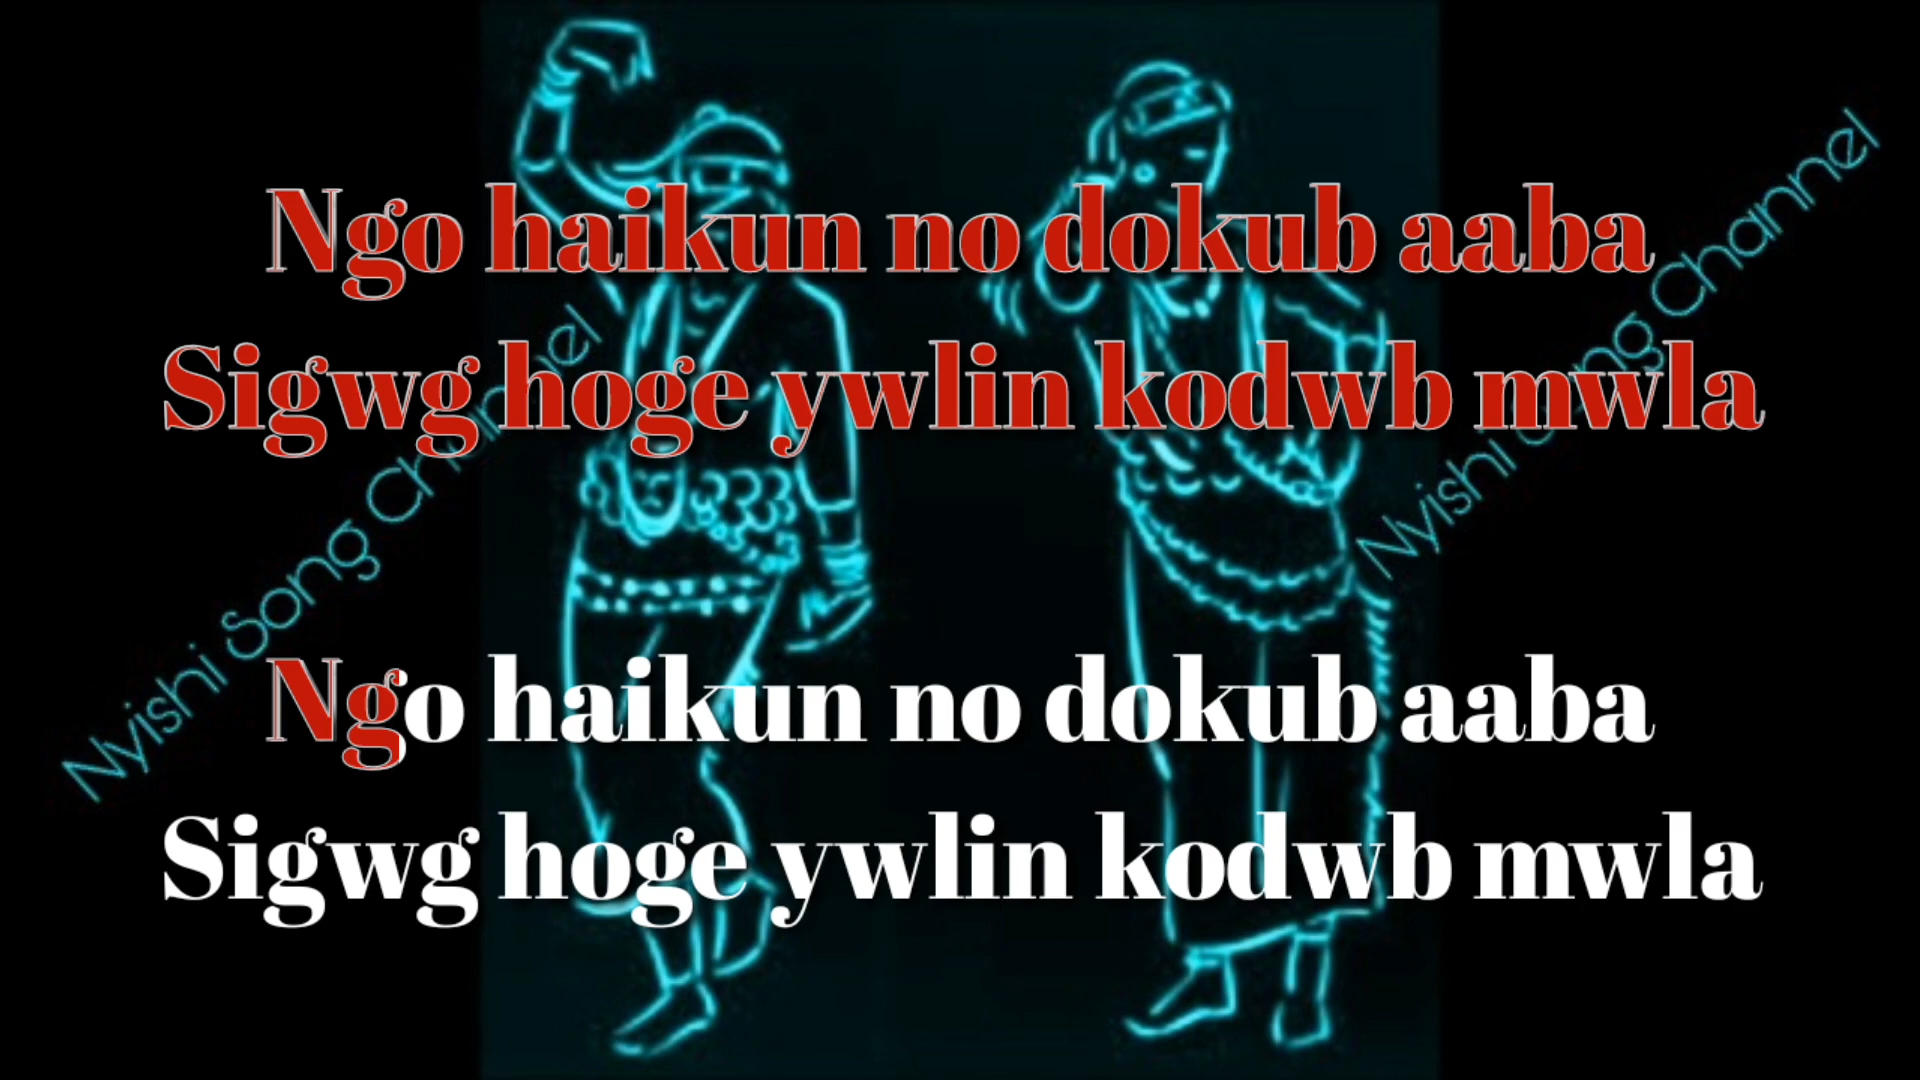 Ngo haikun no dokub aaba
Sigwg hoge ywlin kodwb mwla
Ngo haikun no dokub aaba
Sigwg hoge ywlin kodwb mwla
Nyishi Song Channel
Nyishi Song Channel